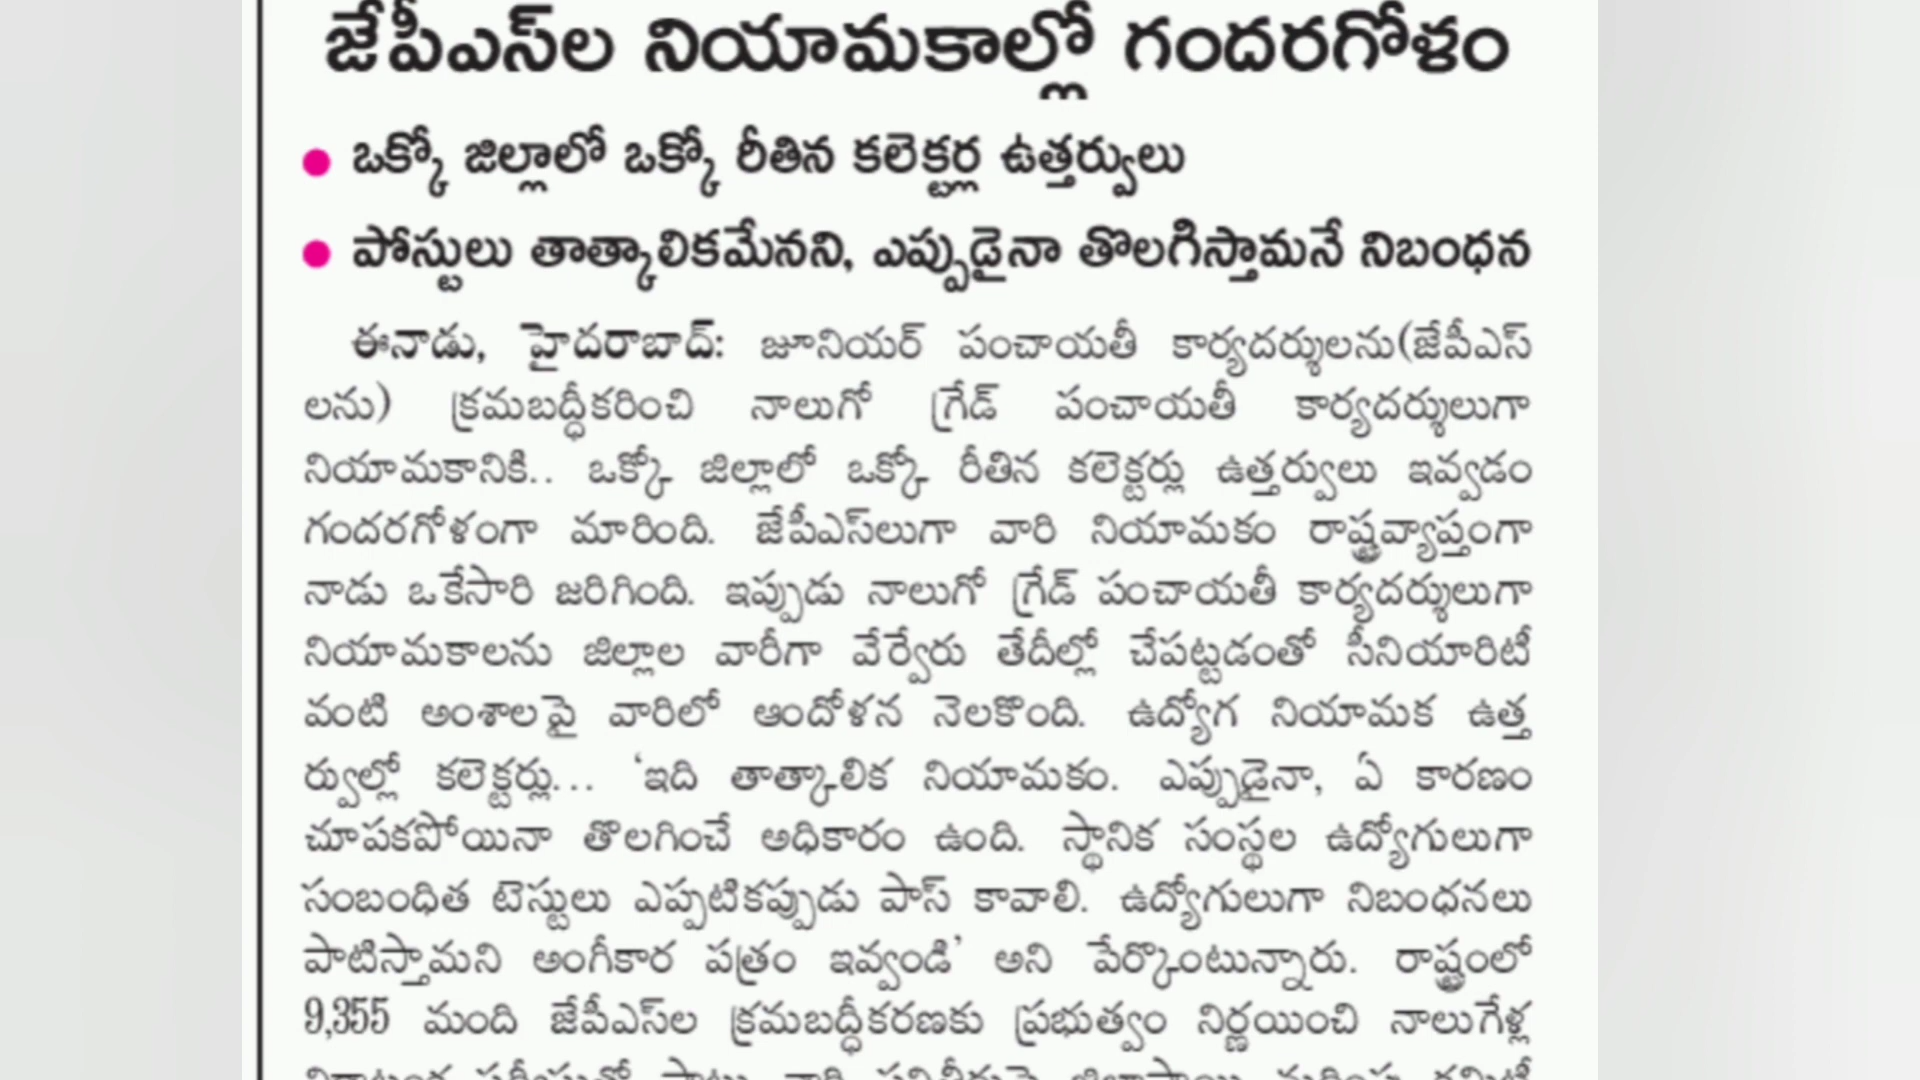 జేపీఎస్‌ల నియామకాల్లో గందరగోళం
● ఒక్కో జిల్లాలో ఒక్కో రీతిన కలెక్టర్ల ఉత్తర్వులు
● పోస్టులు తాత్కాలికమేనని, ఎప్పుడైనా తొలగిస్తామనే నిబంధన
ఈనాడు, హైదరాబాద్: జూనియర్ పంచాయతీ కార్యదర్శులను(జేపీఎస్
లను) క్రమబద్ధీకరించి నాలుగో గ్రేడ్ పంచాయతీ కార్యదర్శులుగా
నియామకానికి.. ఒక్కో జిల్లాలో ఒక్కో రీతిన కలెక్టర్లు ఉత్తర్వులు ఇవ్వడం
గందరగోళంగా మారింది. జేపీఎస్‌లుగా వారి నియామకం రాష్ట్రవ్యాప్తంగా
నాడు ఒకేసారి జరిగింది. ఇప్పుడు నాలుగో గ్రేడ్ పంచాయతీ కార్యదర్శులుగా
నియామకాలను జిల్లాల వారీగా వేర్వేరు తేదీల్లో చేపట్టడంతో సీనియారిటీ
వంటి అంశాలపై వారిలో ఆందోళన నెలకొంది. ఉద్యోగ నియామక ఉత్త
ర్వుల్లో కలెక్టర్లు... ‘ఇది తాత్కాలిక నియామకం. ఎప్పుడైనా, ఏ కారణం
చూపకపోయినా తొలగించే అధికారం ఉంది. స్థానిక సంస్థల ఉద్యోగులుగా
సంబంధిత టెస్టులు ఎప్పటికప్పుడు పాస్ కావాలి. ఉద్యోగులుగా నిబంధనలు
పాటిస్తామని అంగీకార పత్రం ఇవ్వండి’ అని పేర్కొంటున్నారు. రాష్ట్రంలో
9,355 మంది జేపీఎస్‌ల క్రమబద్ధీకరణకు ప్రభుత్వం నిర్ణయించి నాలుగేళ్ల